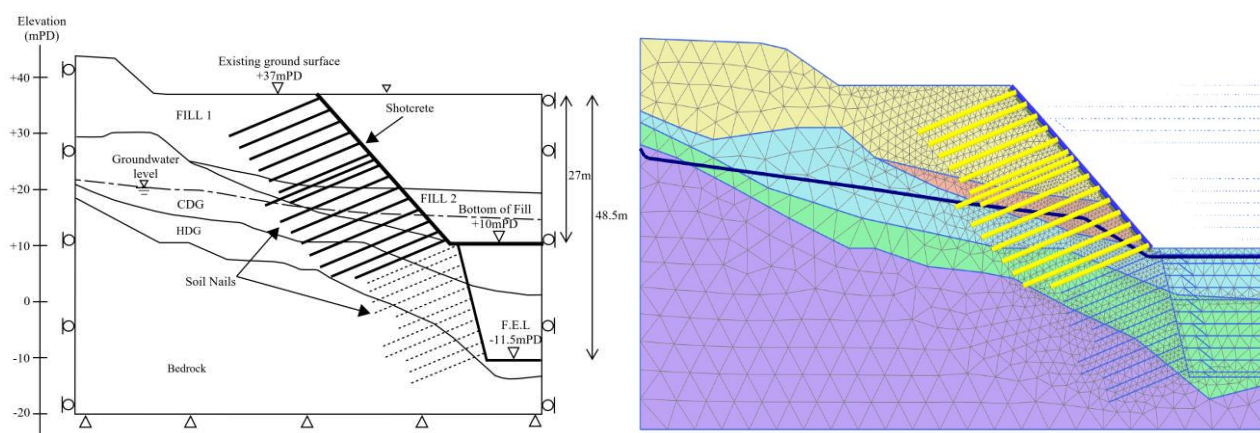 Elevation
(mPD)
+40
+30
+20
+10
0
-10
-20
Existing ground surface
+37mPD
FILL 1
Shotcrete
Groundwater
level
CDG
HDG
FILL 2
Bottom of Fill
+10mPD
27m
48.5m
Soil Nails
F.E.L
-11.5mPD
Bedrock